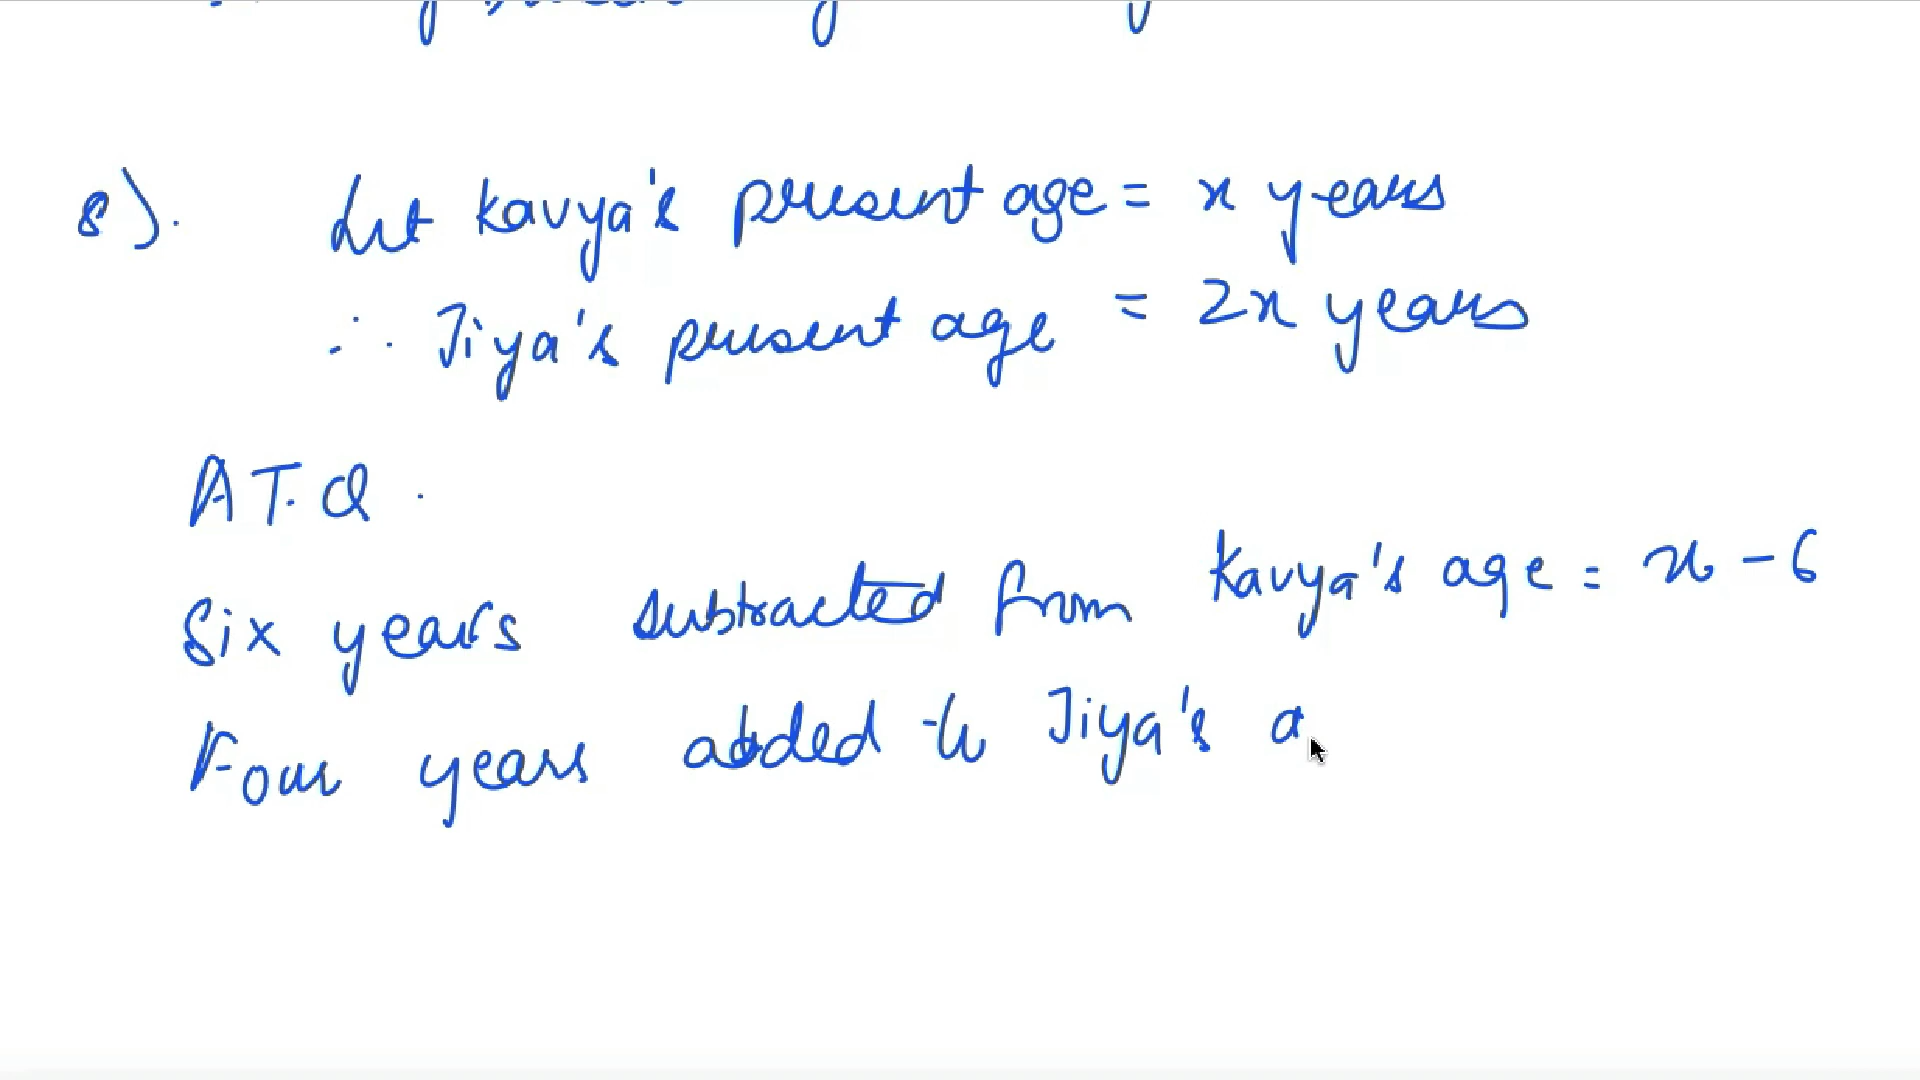 8).
Let Kavya's present age = x years
∴ Jiya's present age = 2x years
A T. Q.
Six years subtracted from Kavya's age = x - 6
Four years added to Jiya's a